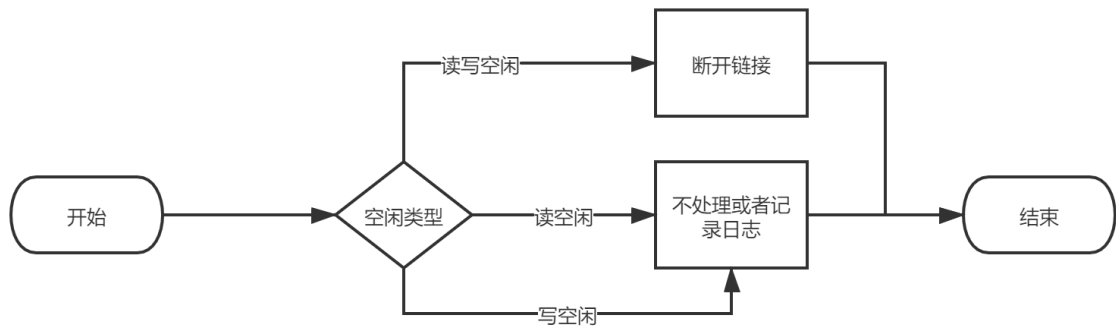 读写空闲
断开链接
开始
空闲类型
读空闲
不处理或者记
录日志
结束
写空闲